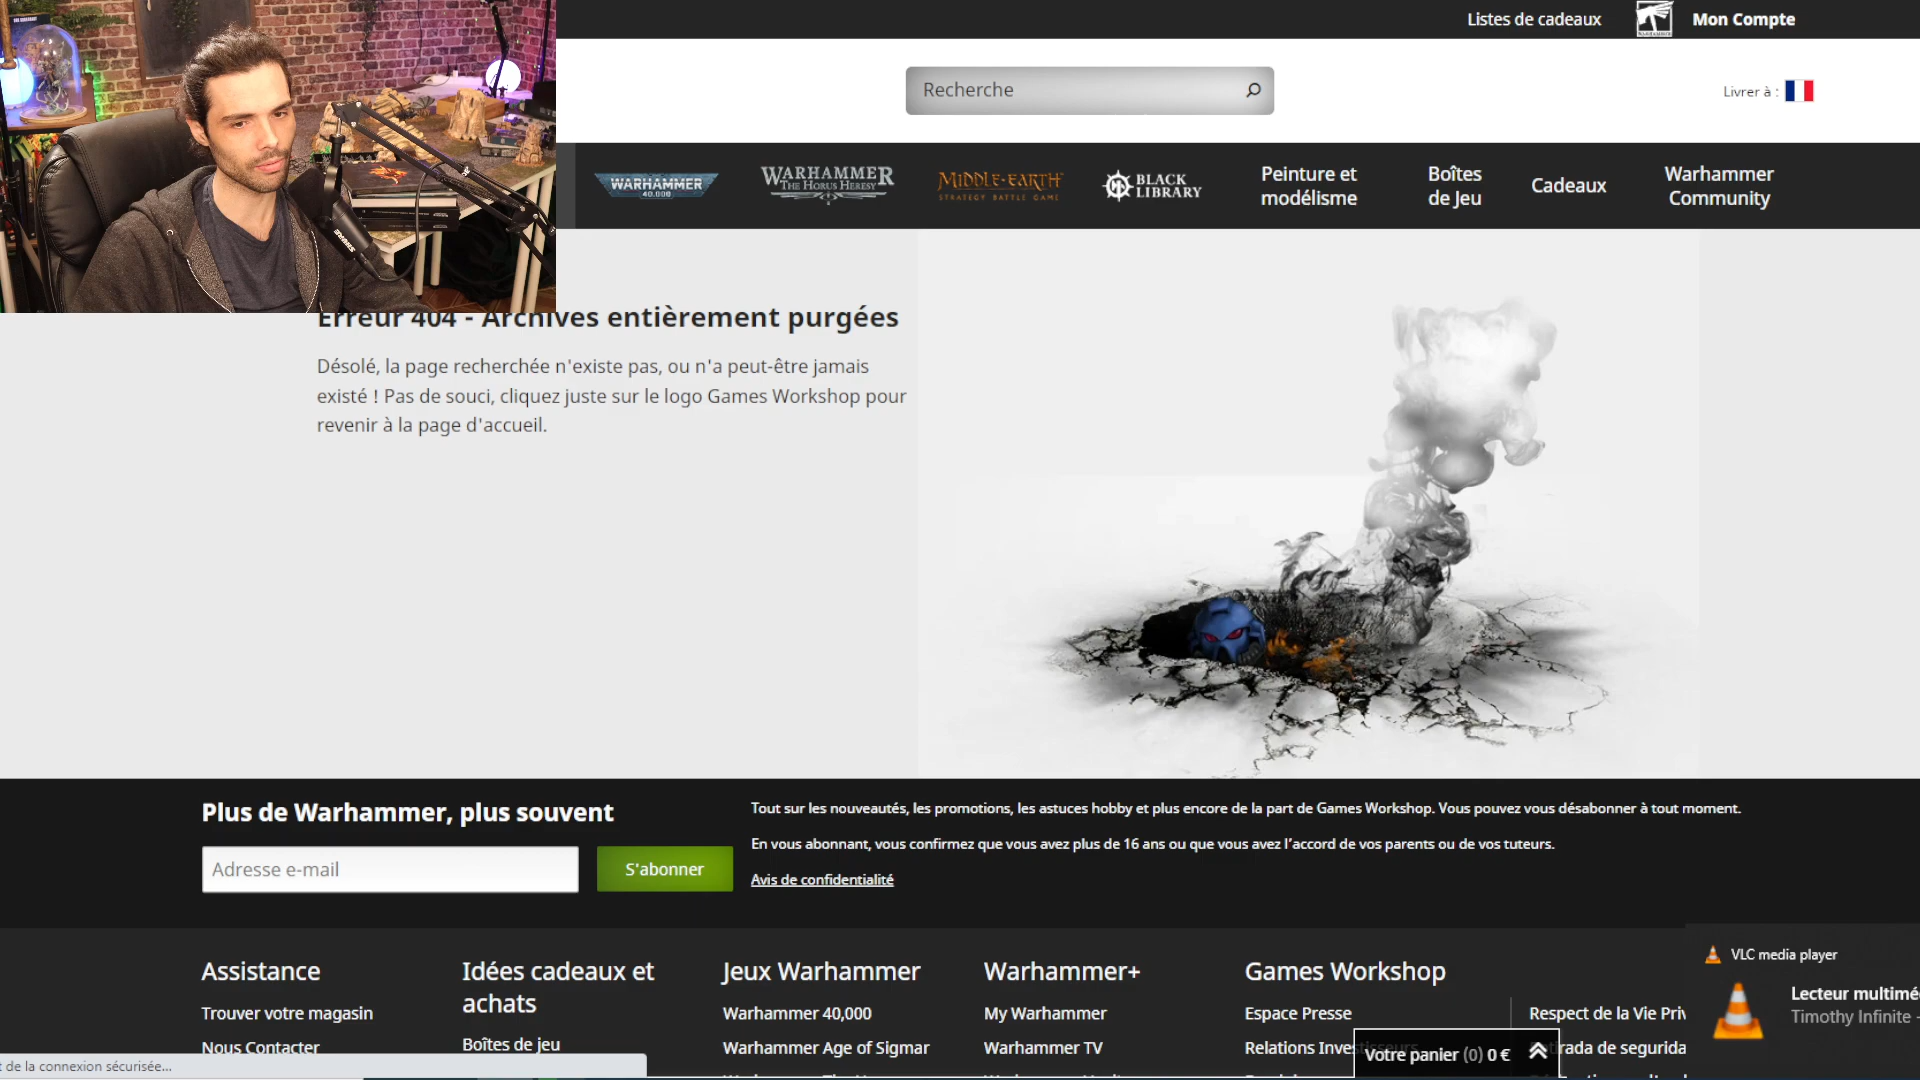 Listes de cadeaux
Mon Compte
Recherche
Livrer à :
WARHAMMER
40,000
WARHAMMER
THE HORUS HERESY
MIDDLE-EARTH
STRATEGY BATTLE GAME
BLACK
LIBRARY
Peinture et
modélisme
Boîtes
de Jeu
Cadeaux
Warhammer
Community
SHURE
Erreur 404 - Archives entièrement purgées
Désolé, la page recherchée n'existe pas, ou n'a peut-être jamais
existé ! Pas de souci, cliquez juste sur le logo Games Workshop pour
revenir à la page d'accueil.
Plus de Warhammer, plus souvent
Adresse e-mail
S'abonner
Tout sur les nouveautés, les promotions, les astuces hobby et plus encore de la part de Games Workshop. Vous pouvez vous désabonner à tout moment.
En vous abonnant, vous confirmez que vous avez plus de 16 ans ou que vous avez l’accord de vos parents ou de vos tuteurs.
Avis de confidentialité
Assistance
Trouver votre magasin
Nous Contacter
Idées cadeaux et
achats
Boîtes de jeu
Jeux Warhammer
Warhammer 40,000
Warhammer Age of Sigmar
Warhammer+
My Warhammer
Warhammer TV
Games Workshop
Espace Presse
Relations Investisseurs
Respect de la Vie Priv
tirada de segurida
Votre panier (0) 0 €
VLC media player
Lecteur multimé
Timothy Infinite -
t de la connexion sécurisée...